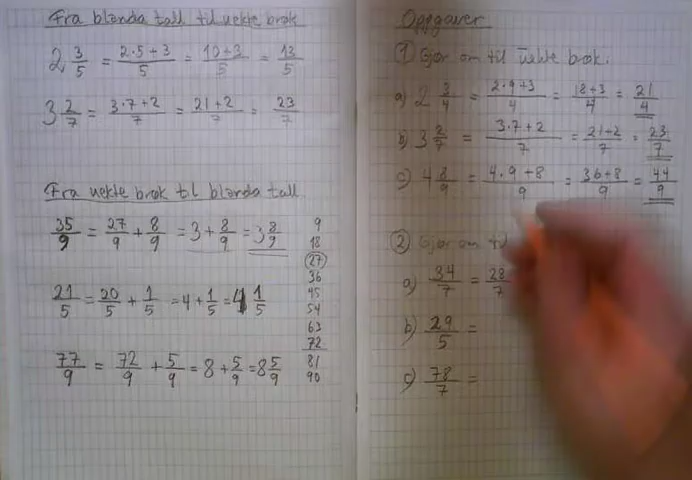 Fra blanda tall til uekte brøk
2 3/5 = 2·5+3/5 = 10+3/5 = 13/5
3 2/7 = 3·7+2/7 = 21+2/7 = 23/7
Fra uekte brøk til blanda tall.
35/9 = 27/9 + 8/9 = 3 + 8/9 = 3 8/9
21/5 = 20/5 + 1/5 = 4 + 1/5 = 4 1/5
77/9 = 72/9 + 5/9 = 8 + 5/9 = 8 5/9
9
18
27
36
45
54
63
72
81
90
Oppgaver
1 Gjør om til uekte brøk.
a) 2 3/4 = 2·9+3/4 = 18+3/4 = 21/4
b) 3 2/7 = 3·7+2/7 = 21+2/7 = 23/7
c) 4 8/9 = 4·9+8/9 = 36+8/9 = 44/9
2 Gjør om til
a) 34/7 = 28/7
b) 29/5 =
c) 78/7 =